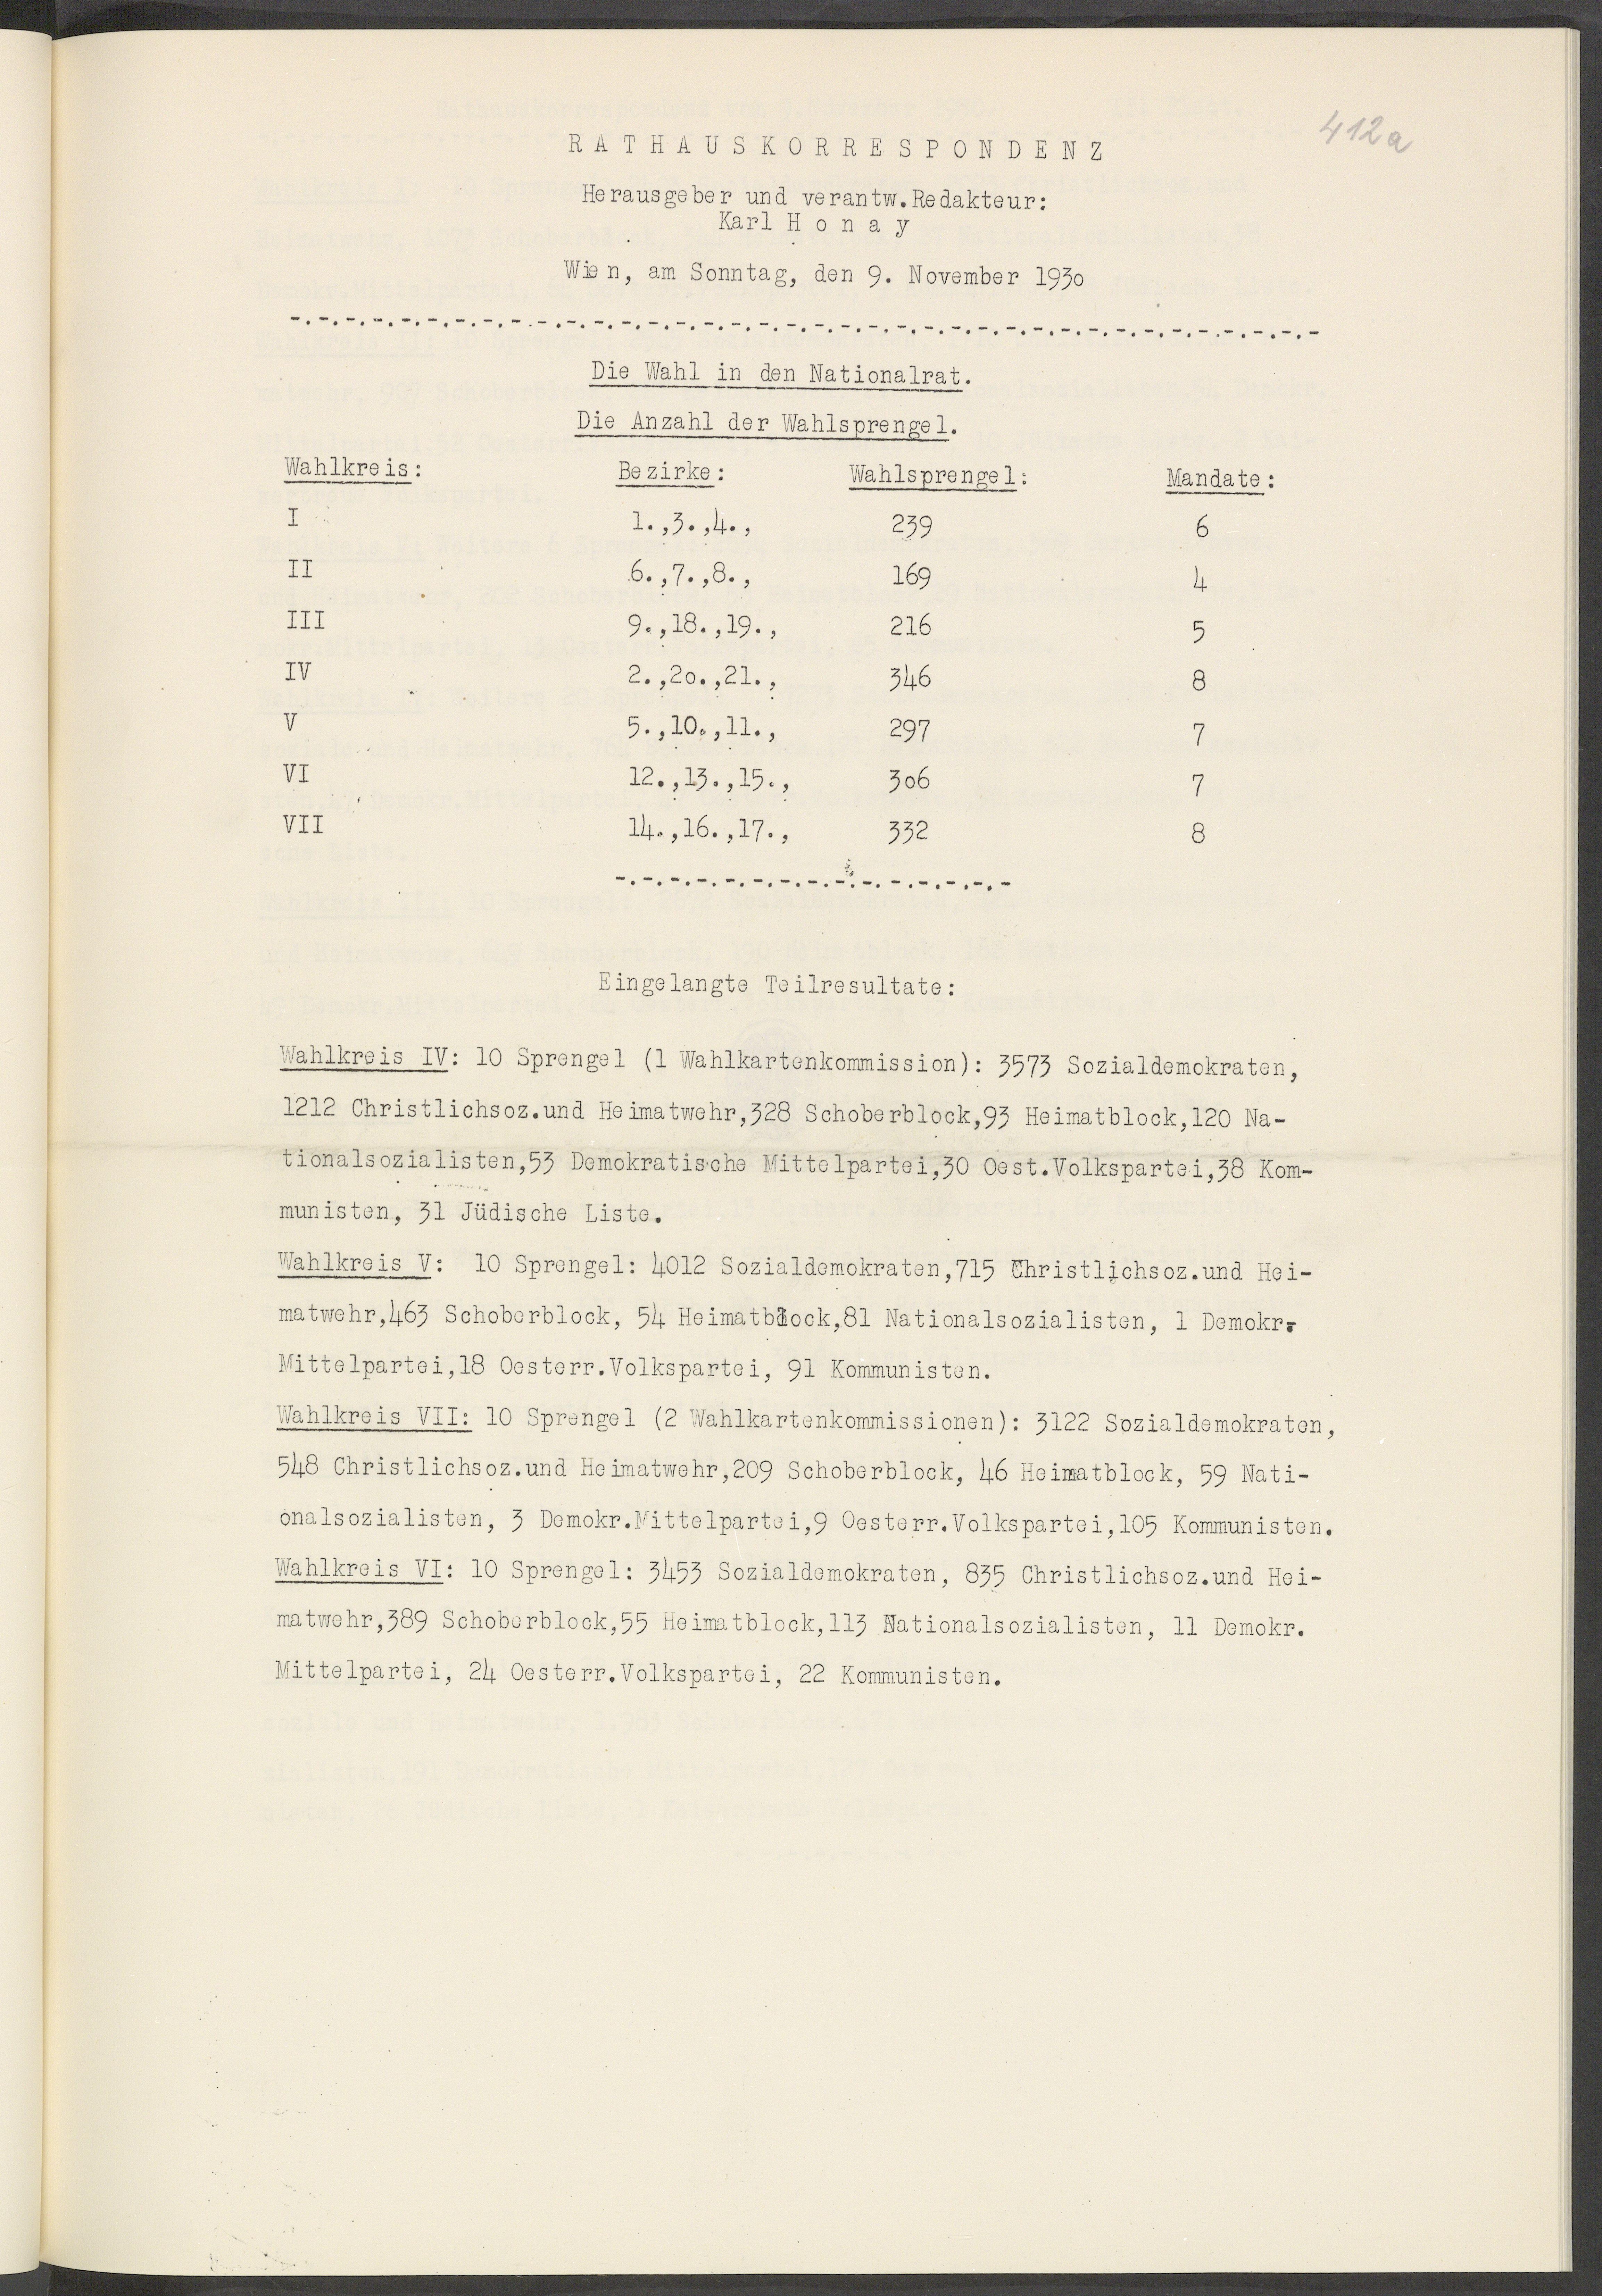 412a
RATHAUSKORRESPONDENZ
Herausgeber und verantw.Redakteur:
Karl Honay
Wien, am Sonntag, den 9. November 1930
-.-.-.-.-.-.-.-.-.-.-.-.-.-.-.-.-.-.-.-.-.-.-.-.-.-.-.-.-.-.-.-.-.-.-.-.-.-
Die Wahl in den Nationalrat.
Die Anzahl der Wahlsprengel.
Wahlkreis: Bezirke: Wahlsprengel: Mandate:
I 1.,3.,4., 239 6
II 6.,7.,8., 169 4
III 9.,18.,19., 216 5
IV 2.,20.,21., 346 8
V 5.,10.,11., 297 7
VI 12.,13.,15., 306 7
VII 14.,16.,17., 332 8
-.-.-.-.-.-.-.-.-.-.-.-.-.-.-
Eingelangte Teilresultate:
Wahlkreis IV: 10 Sprengel (1 Wahlkartenkommission): 3573 Sozialdemokraten,
1212 Christlichsoz.und Heimatwehr,328 Schoberblock,93 Heimatblock,120 Na-
tionalsozialisten,53 Demokratische Mittelpartei,30 Oest.Volkspartei,38 Kom-
munisten, 31 Jüdische Liste.
Wahlkreis V: 10 Sprengel: 4012 Sozialdemokraten,715 Christlichsoz.und Hei-
matwehr,463 Schoberblock, 54 Heimatblock,81 Nationalsozialisten, 1 Demokr.
Mittelpartei,18 Oesterr.Volkspartei, 91 Kommunisten.
Wahlkreis VII: 10 Sprengel (2 Wahlkartenkommissionen): 3122 Sozialdemokraten,
548 Christlichsoz.und Heimatwehr,209 Schoberblock, 46 Heimatblock, 59 Nati-
onalsozialisten, 3 Demokr.Mittelpartei,9 Oesterr.Volkspartei,105 Kommunisten.
Wahlkreis VI: 10 Sprengel: 3453 Sozialdemokraten, 835 Christlichsoz.und Hei-
matwehr,389 Schoberblock,55 Heimatblock,113 Nationalsozialisten, 11 Demokr.
Mittelpartei, 24 Oesterr.Volkspartei, 22 Kommunisten.